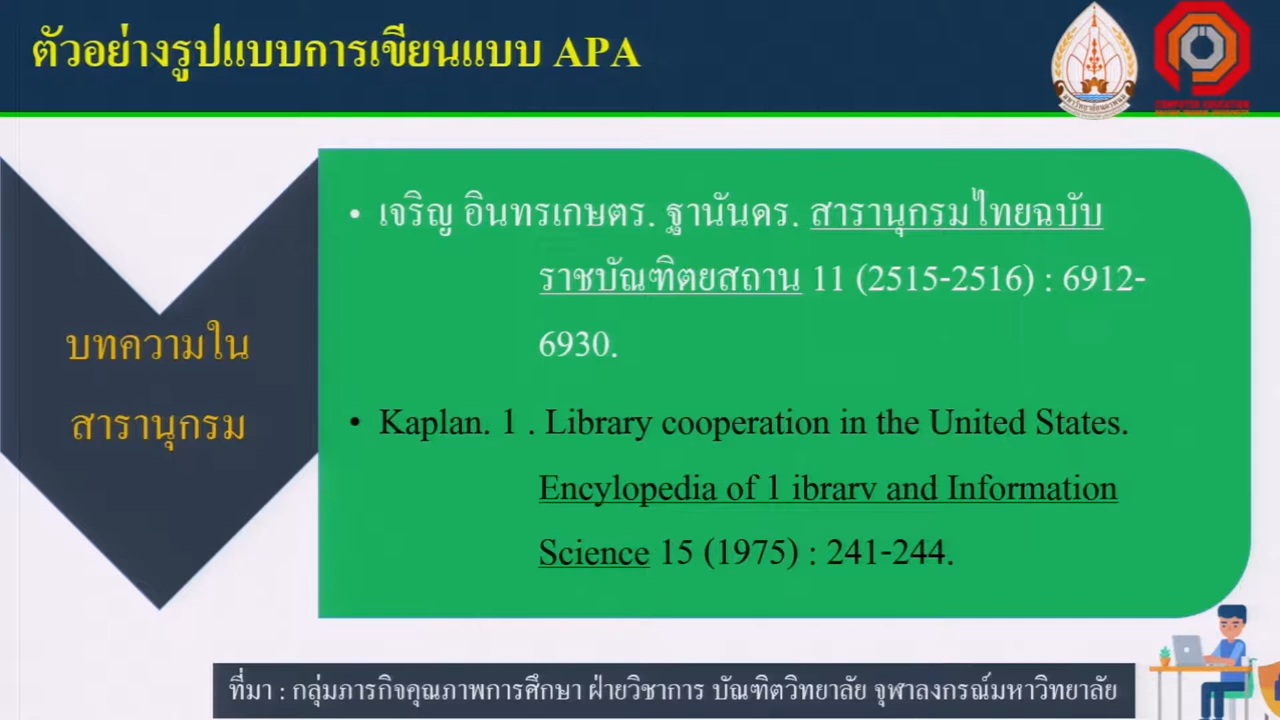 ตัวอย่างรูปแบบการเขียนแบบ APA
บทความใน
สารานุกรม
• เจริญ อินทรเกษตร. ฐานันดร. สารานุกรมไทยฉบับ
ราชบัณฑิตยสถาน 11 (2515-2516) : 6912-
6930.
• Kaplan. 1 . Library cooperation in the United States.
Encylopedia of 1 ibrarv and Information
Science 15 (1975) : 241-244.
ที่มา : กลุ่มภารกิจคุณภาพการศึกษา ฝ่ายวิชาการ บัณฑิตวิทยาลัย จุฬาลงกรณ์มหาวิทยาลัย